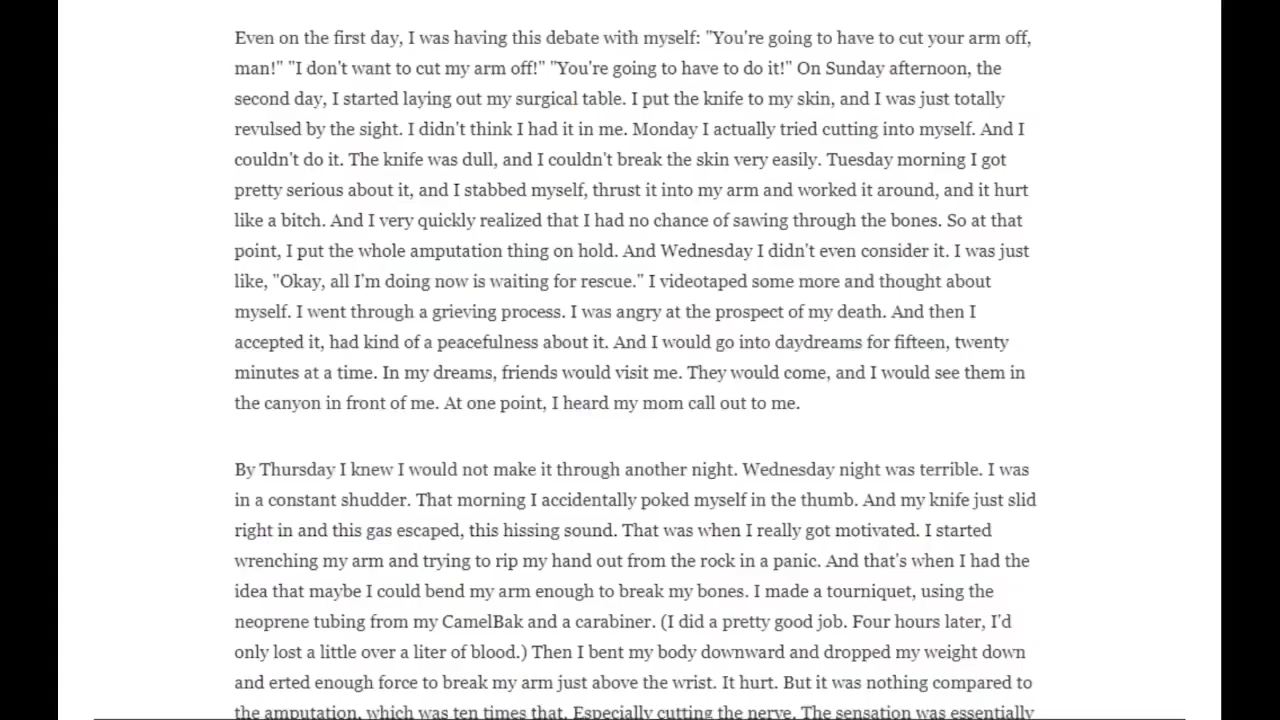 Even on the first day, I was having this debate with myself: "You're going to have to cut your arm off,
man!" "I don't want to cut my arm off!" "You're going to have to do it!" On Sunday afternoon, the
second day, I started laying out my surgical table. I put the knife to my skin, and I was just totally
revulsed by the sight. I didn't think I had it in me. Monday I actually tried cutting into myself. And I
couldn't do it. The knife was dull, and I couldn't break the skin very easily. Tuesday morning I got
pretty serious about it, and I stabbed myself, thrust it into my arm and worked it around, and it hurt
like a bitch. And I very quickly realized that I had no chance of sawing through the bones. So at that
point, I put the whole amputation thing on hold. And Wednesday I didn't even consider it. I was just
like, "Okay, all I'm doing now is waiting for rescue." I videotaped some more and thought about
myself. I went through a grieving process. I was angry at the prospect of my death. And then I
accepted it, had kind of a peacefulness about it. And I would go into daydreams for fifteen, twenty
minutes at a time. In my dreams, friends would visit me. They would come, and I would see them in
the canyon in front of me. At one point, I heard my mom call out to me.
By Thursday I knew I would not make it through another night. Wednesday night was terrible. I was
in a constant shudder. That morning I accidentally poked myself in the thumb. And my knife just slid
right in and this gas escaped, this hissing sound. That was when I really got motivated. I started
wrenching my arm and trying to rip my hand out from the rock in a panic. And that's when I had the
idea that maybe I could bend my arm enough to break my bones. I made a tourniquet, using the
neoprene tubing from my CamelBak and a carabiner. (I did a pretty good job. Four hours later, I'd
only lost a little over a liter of blood.) Then I bent my body downward and dropped my weight down
and erted enough force to break my arm just above the wrist. It hurt. But it was nothing compared to
the amputation, which was ten times that. Especially cutting the nerve. The sensation was essentially